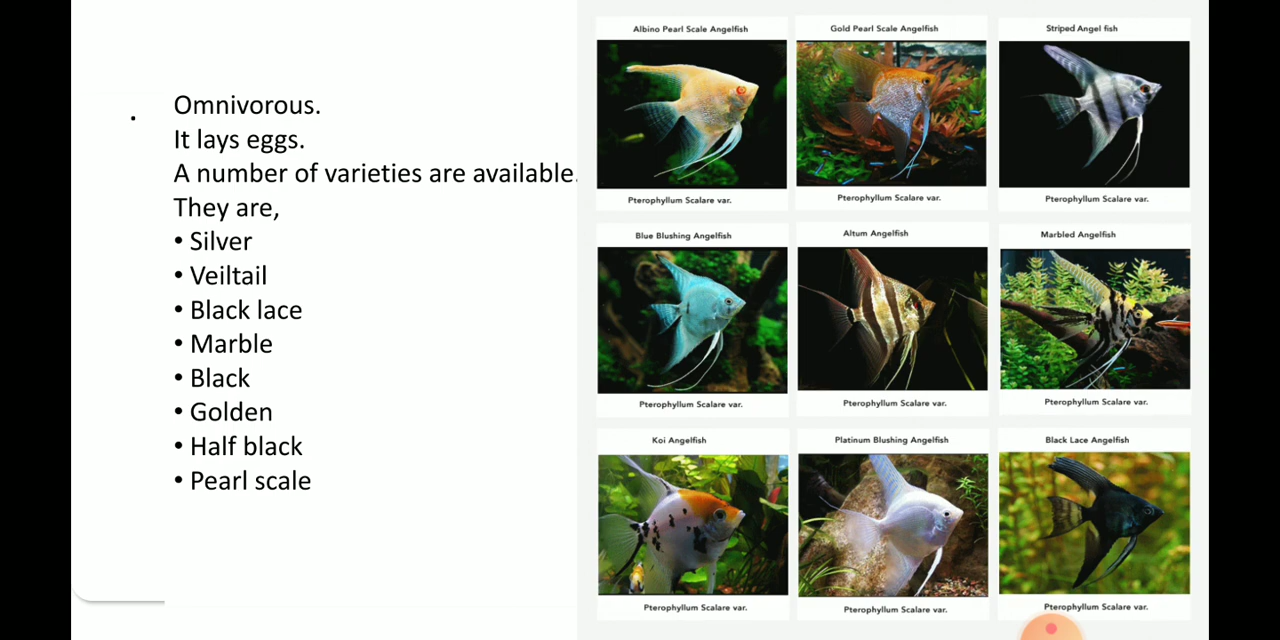 .
Omnivorous.
It lays eggs.
A number of varieties are available.
They are,
• Silver
• Veiltail
• Black lace
• Marble
• Black
• Golden
• Half black
• Pearl scale
Albino Pearl Scale Angelfish
Pterophyllum Scalare var.
Gold Pearl Scale Angelfish
Pterophyllum Scalare var.
Striped Angel fish
Pterophyllum Scalare var.
Blue Blushing Angelfish
Pterophyllum Scalare var.
Altum Angelfish
Pterophyllum Scalare var.
Marbled Angelfish
Pterophyllum Scalare var.
Koi Angelfish
Pterophyllum Scalare var.
Platinum Blushing Angelfish
Pterophyllum Scalare var.
Black Lace Angelfish
Pterophyllum Scalare var.